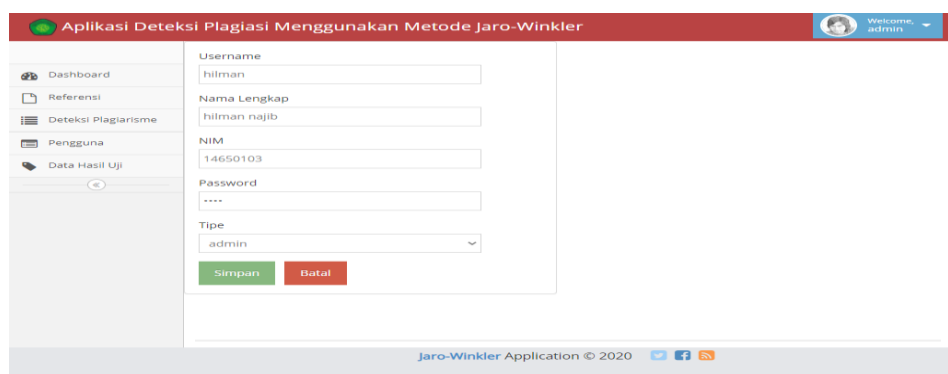 Aplikasi Deteksi Plagiasi Menggunakan Metode Jaro-Winkler
Welcome,
admin
Dashboard
Referensi
Deteksi Plagiarisme
Pengguna
Data Hasil Uji
Username
hilman
Nama Lengkap
hilman najib
NIM
14650103
Password
••••
Tipe
admin
Simpan Batal
Jaro-Winkler Application © 2020